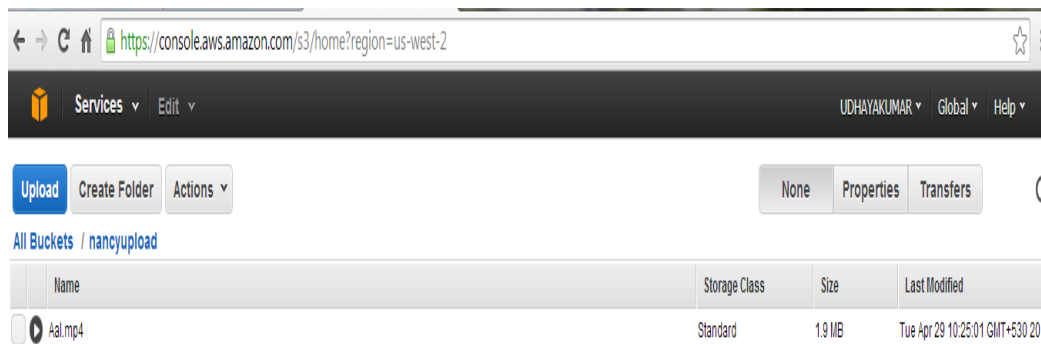 https://console.aws.amazon.com/s3/home?region=us-west-2
Services Edit UDHAYAKUMAR Global Help
Upload Create Folder Actions None Properties Transfers
All Buckets / nancyupload
Name Storage Class Size Last Modified
Aal.mp4 Standard 1.9 MB Tue Apr 29 10:25:01 GMT+530 20